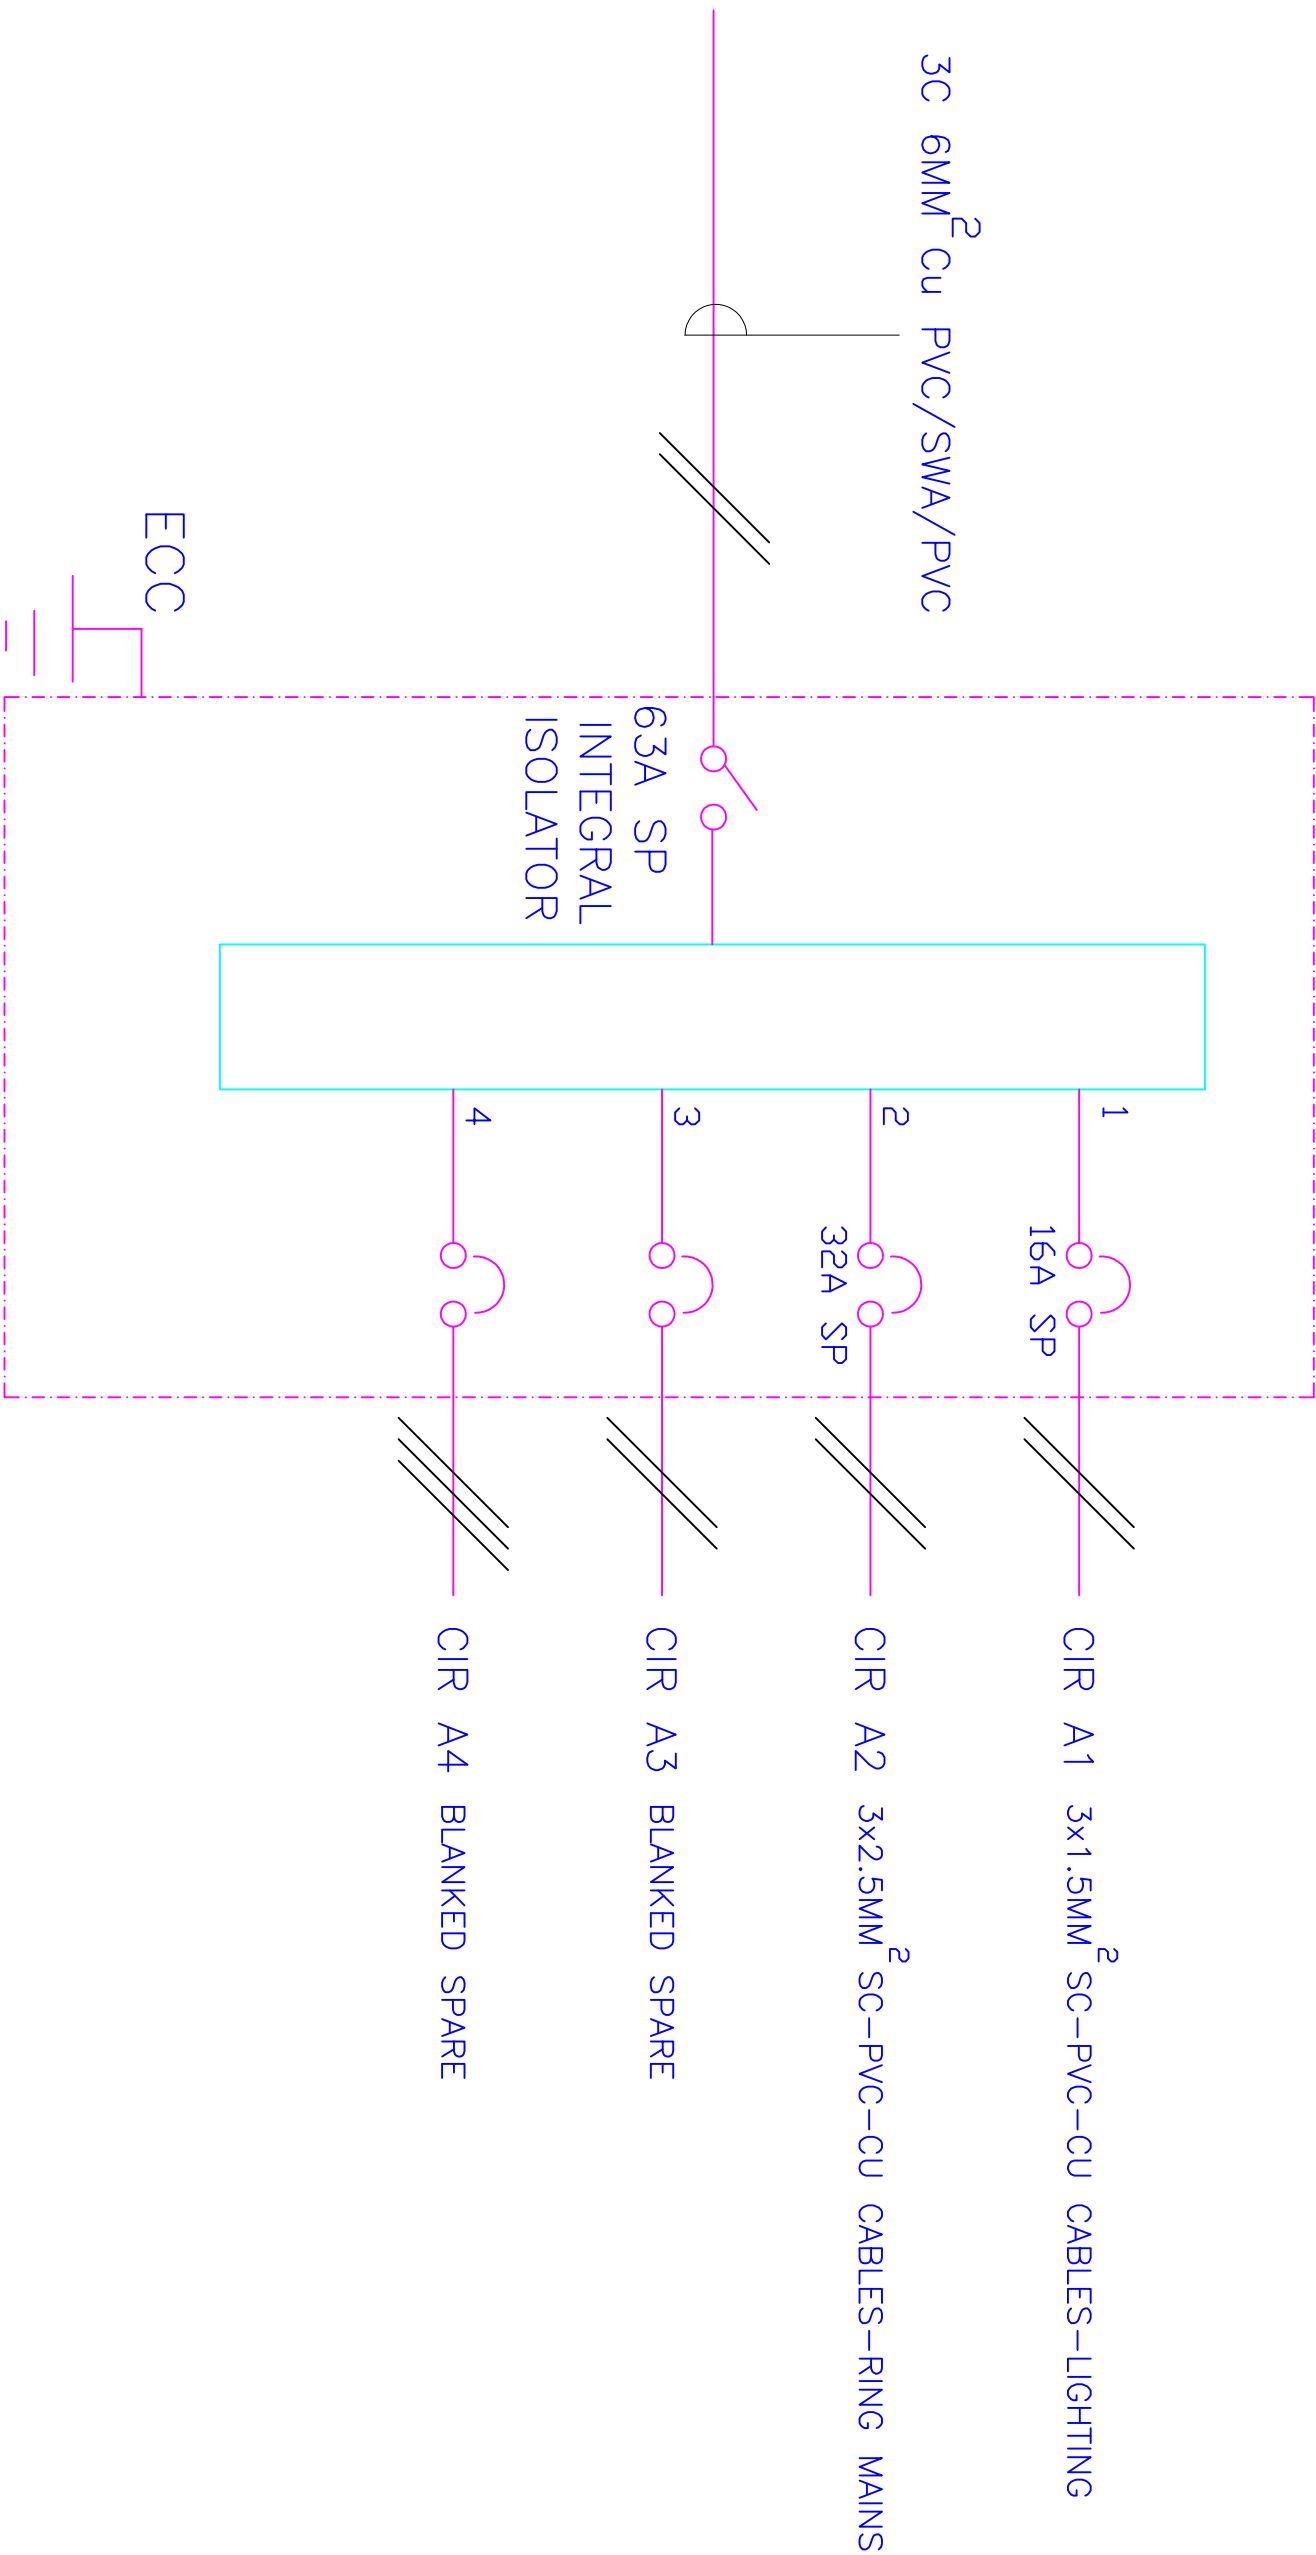 3C 6MM² Cu PVC/SWA/PVC
63A SP
INTEGRAL
ISOLATOR
ECC
1
16A SP
CIR A1 3x1.5MM² SC-PVC-CU CABLES-LIGHTING
2
32A SP
CIR A2 3x2.5MM² SC-PVC-CU CABLES-RING MAINS
3
CIR A3 BLANKED SPARE
4
CIR A4 BLANKED SPARE